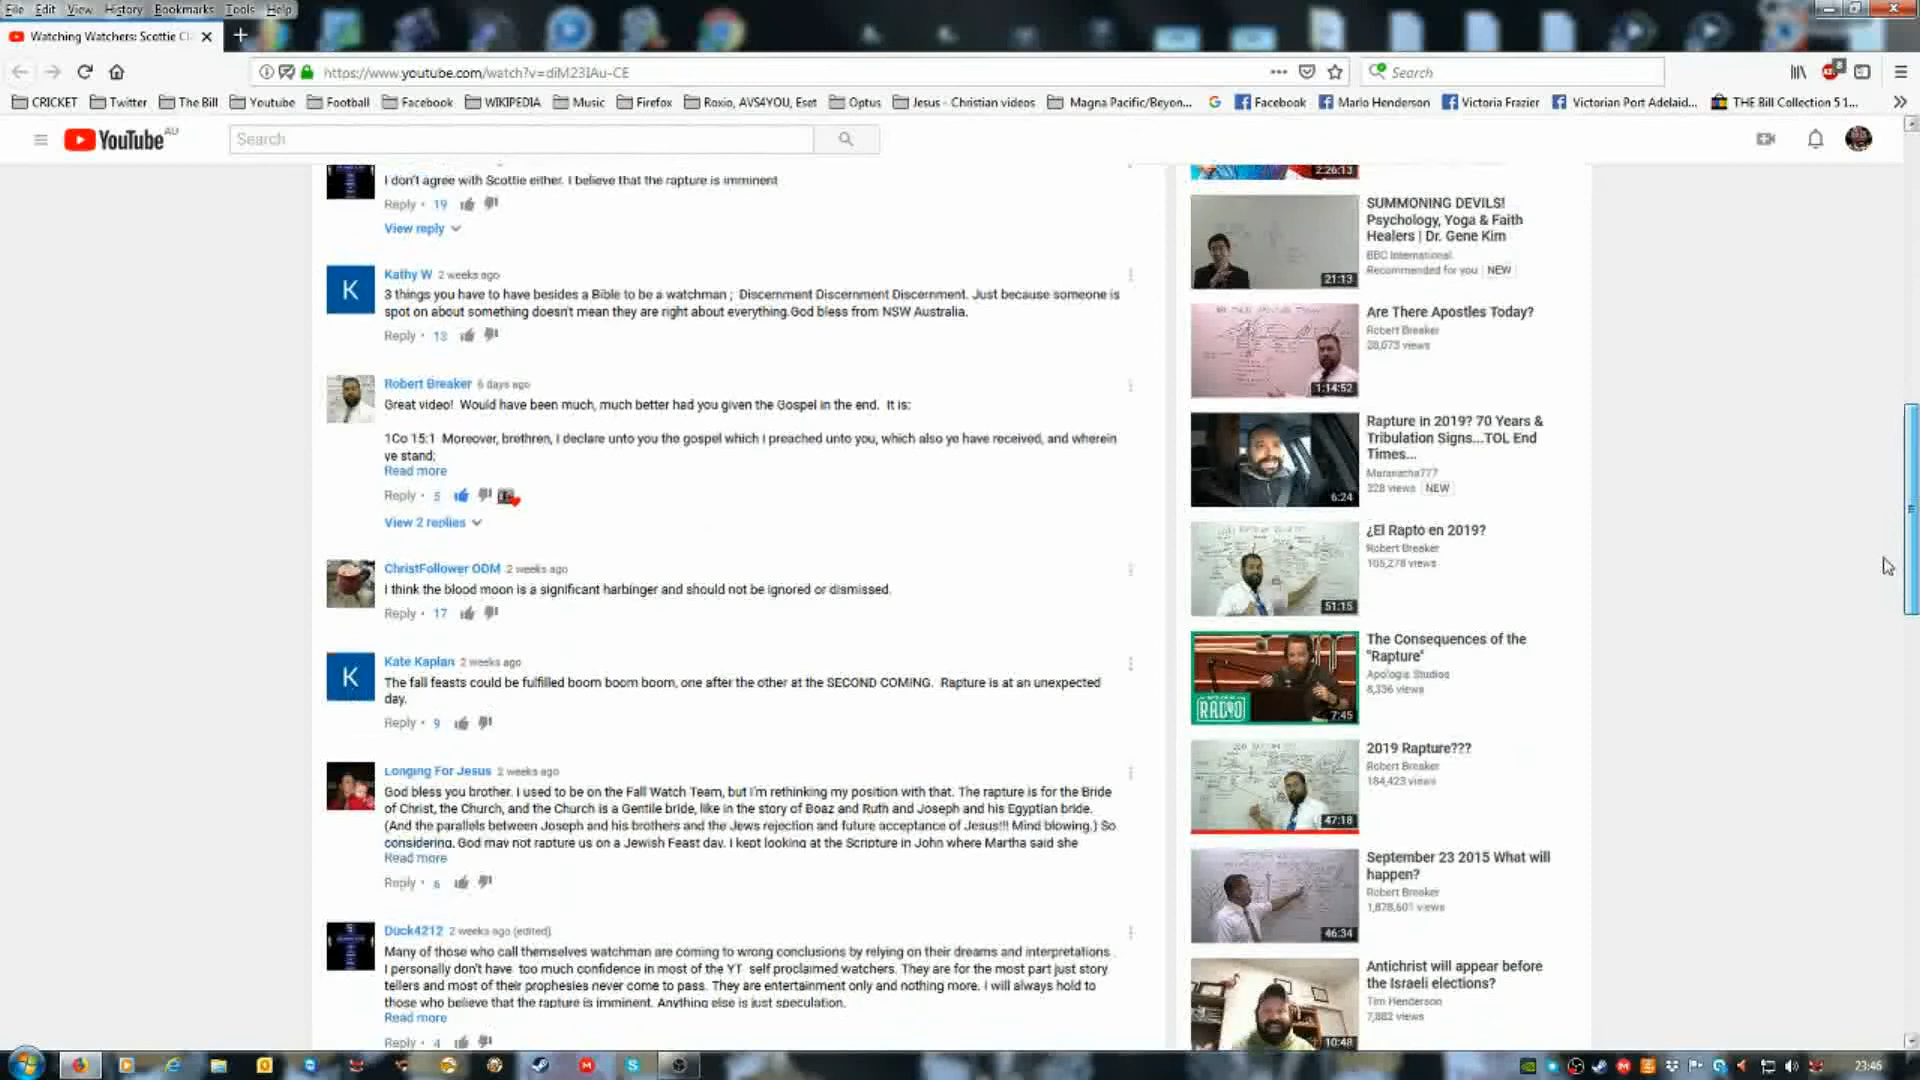 File Edit View History Bookmarks Tools Help
Watching Watchers: Scottie Cl
https://www.youtube.com/watch?v=diM23IAu-CE
Search
CRICKET Twitter The Bill Youtube Football Facebook WIKIPEDIA Music Firefox Roxio, AVS4YOU, Eset Optus Jesus - Christian videos Magna Pacific/Beyon... Facebook Marlo Henderson Victoria Frazier Victorian Port Adelaid... THE Bill Collection 5 1...
YouTube AU
Search
I don't agree with Scottie either. I believe that the rapture is imminent
Reply • 19
View reply
K
Kathy W 2 weeks ago
3 things you have to have besides a Bible to be a watchman ; Discernment Discernment Discernment. Just because someone is
spot on about something doesn't mean they are right about everything.God bless from NSW Australia.
Reply • 13
Robert Breaker 6 days ago
Great video! Would have been much, much better had you given the Gospel in the end. It is:
1Co 15:1 Moreover, brethren, I declare unto you the gospel which I preached unto you, which also ye have received, and wherein
ye stand;
Read more
Reply • 5
View 2 replies
ChristFollower ODM 2 weeks ago
I think the blood moon is a significant harbinger and should not be ignored or dismissed.
Reply • 17
K
Kate Kaplan 2 weeks ago
The fall feasts could be fulfilled boom boom boom, one after the other at the SECOND COMING. Rapture is at an unexpected
day.
Reply • 9
Longing For Jesus 2 weeks ago
God bless you brother. I used to be on the Fall Watch Team, but I'm rethinking my position with that. The rapture is for the Bride
of Christ, the Church, and the Church is a Gentile bride, like in the story of Boaz and Ruth and Joseph and his Egyptian bride.
(And the parallels between Joseph and his brothers and the Jews rejection and future acceptance of Jesus!!! Mind blowing.) So
considering, God may not rapture us on a Jewish Feast day. I kept looking at the Scripture in John where Martha said she
Read more
Reply • 6
Duck4212 2 weeks ago (edited)
Many of those who call themselves watchman are coming to wrong conclusions by relying on their dreams and interpretations .
I personally don't have too much confidence in most of the YT self proclaimed watchers. They are for the most part just story
tellers and most of their prophesies never come to pass. They are entertainment only and nothing more. I will always hold to
those who believe that the rapture is imminent. Anything else is just speculation.
Read more
Reply • 4
2:26:13
SUMMONING DEVILS!
Psychology, Yoga & Faith
Healers | Dr. Gene Kim
BBC International
Recommended for you NEW
21:13
Are There Apostles Today?
Robert Breaker
38,073 views
1:14:52
Rapture in 2019? 70 Years &
Tribulation Signs...TOL End
Times...
Maranacha777
228 views NEW
6:24
¿El Rapto en 2019?
Robert Breaker
105,278 views
51:15
The Consequences of the
"Rapture"
Apologia Studios
8,336 views
RADIO
7:45
2019 Rapture???
Robert Breaker
184,423 views
47:18
September 23 2015 What will
happen?
Robert Breaker
1,878,601 views
46:34
Antichrist will appear before
the Israeli elections?
Tim Henderson
7,882 views
10:48
23:46